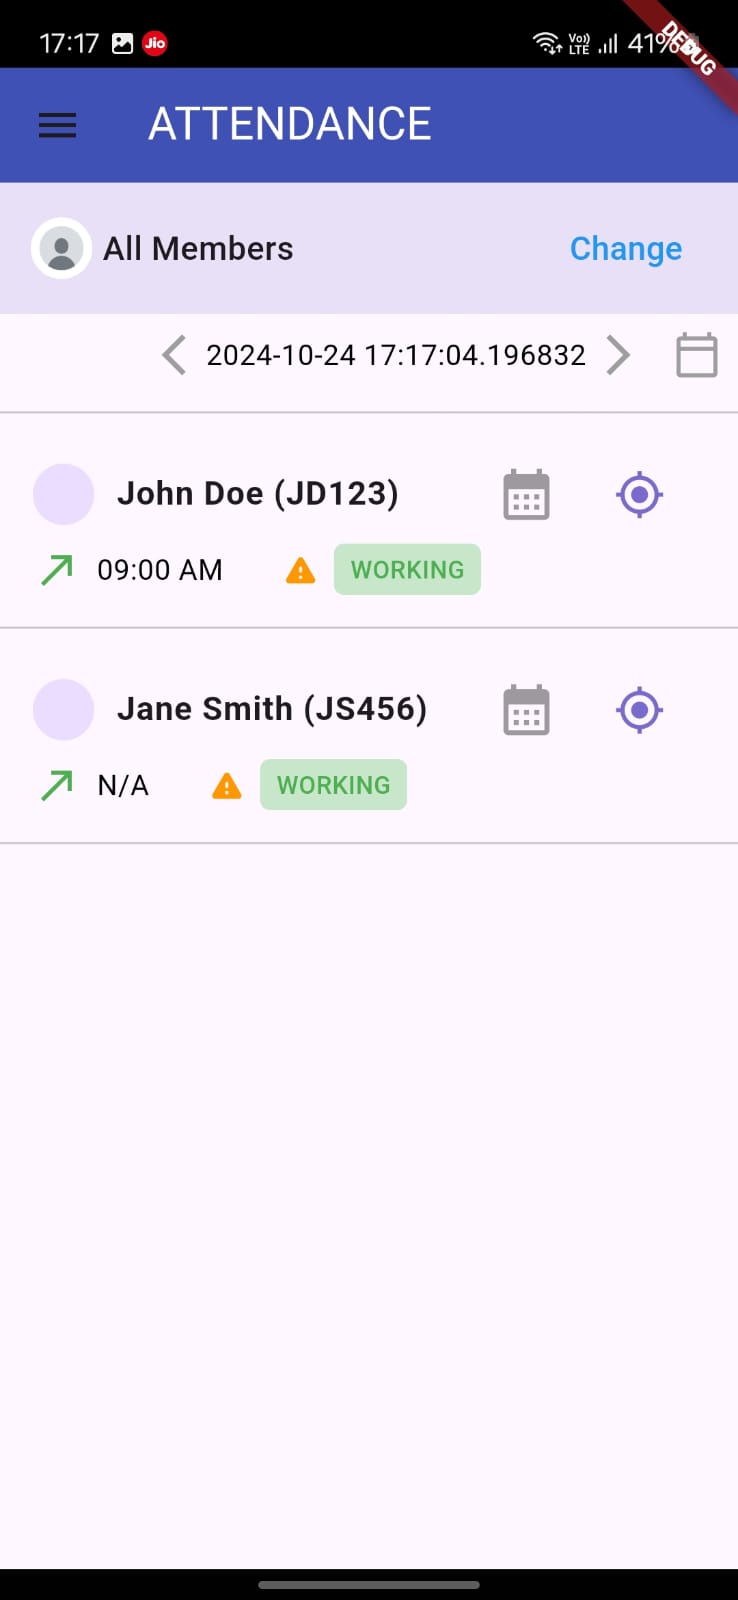 17:17 Jio Vo)) LTE 41%
DEBUG
ATTENDANCE
All Members Change
2024-10-24 17:17:04.196832
John Doe (JD123)
09:00 AM WORKING
Jane Smith (JS456)
N/A WORKING